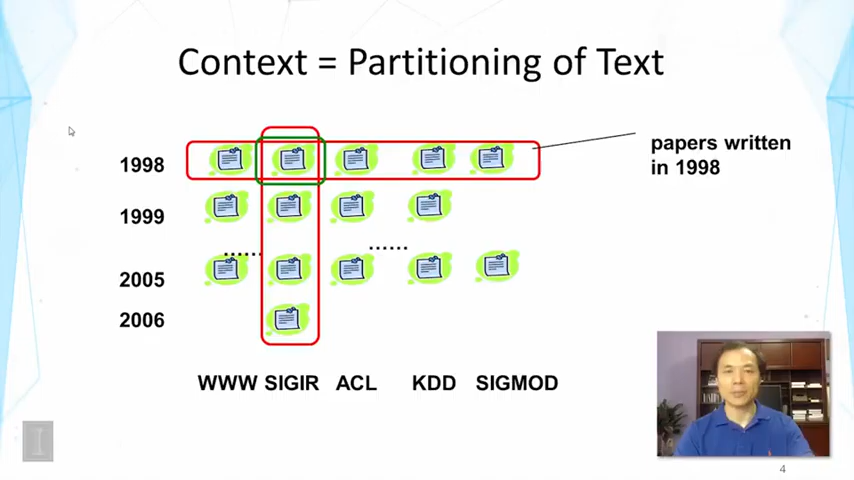 Context = Partitioning of Text
1998
papers written
in 1998
1999
......
......
2005
2006
WWW SIGIR ACL KDD SIGMOD
4